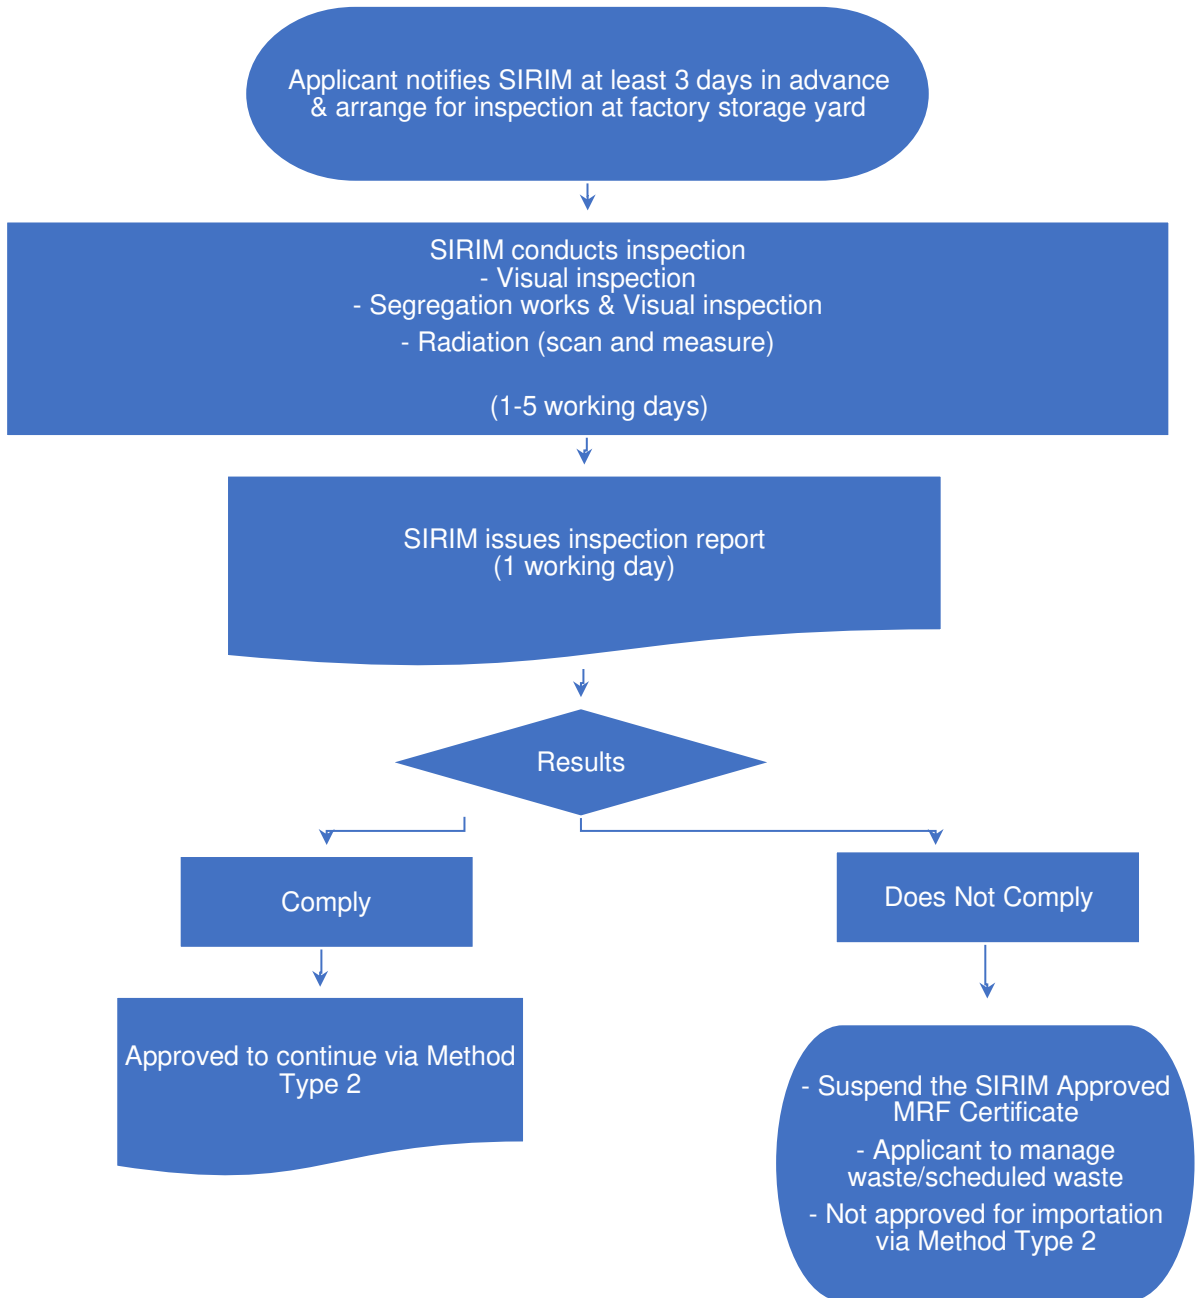 Applicant notifies SIRIM at least 3 days in advance
& arrange for inspection at factory storage yard
SIRIM conducts inspection
- Visual inspection
- Segregation works & Visual inspection
- Radiation (scan and measure)
(1-5 working days)
SIRIM issues inspection report
(1 working day)
Results
Comply
Does Not Comply
Approved to continue via Method
Type 2
- Suspend the SIRIM Approved
MRF Certificate
- Applicant to manage
waste/scheduled waste
- Not approved for importation
via Method Type 2